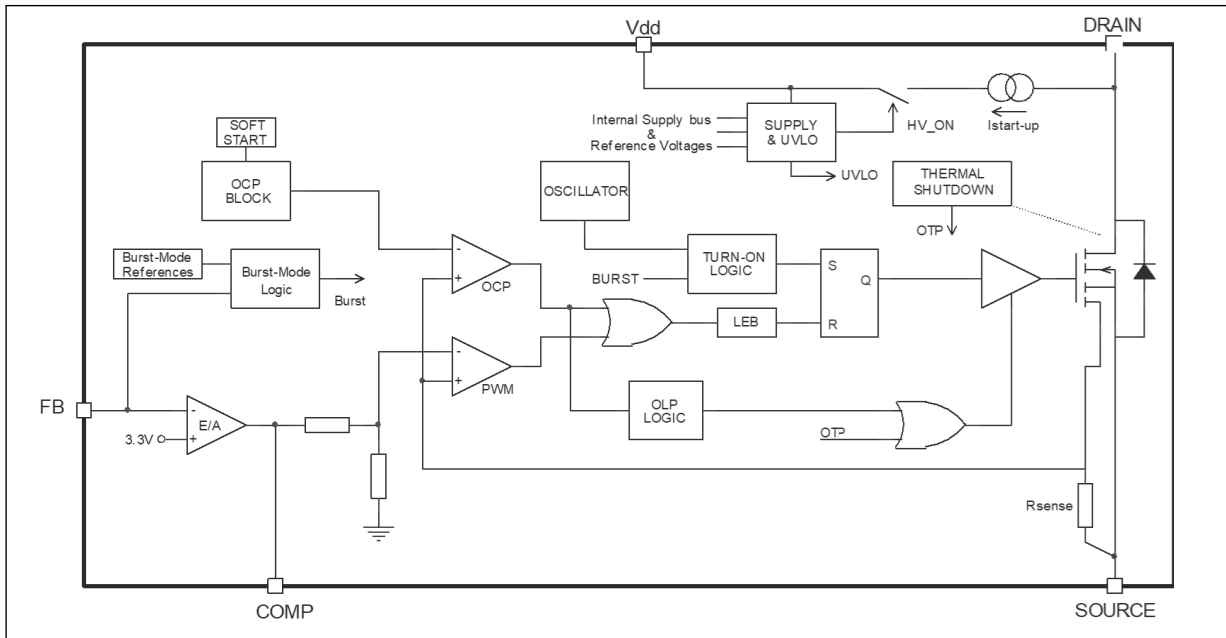 Vdd
DRAIN
SOFT
START
Internal Supply bus
&
Reference Voltages
SUPPLY
& UVLO
HV_ON
Istart-up
OCP
BLOCK
OSCILLATOR
UVLO
THERMAL
SHUTDOWN
OTP
Burst-Mode
References
Burst-Mode
Logic
Burst
-
+
OCP
BURST
TURN-ON
LOGIC
S
R
Q
LEB
-
+
PWM
FB
-
+
E/A
3.3V
OLP
LOGIC
OTP
Rsense
COMP
SOURCE